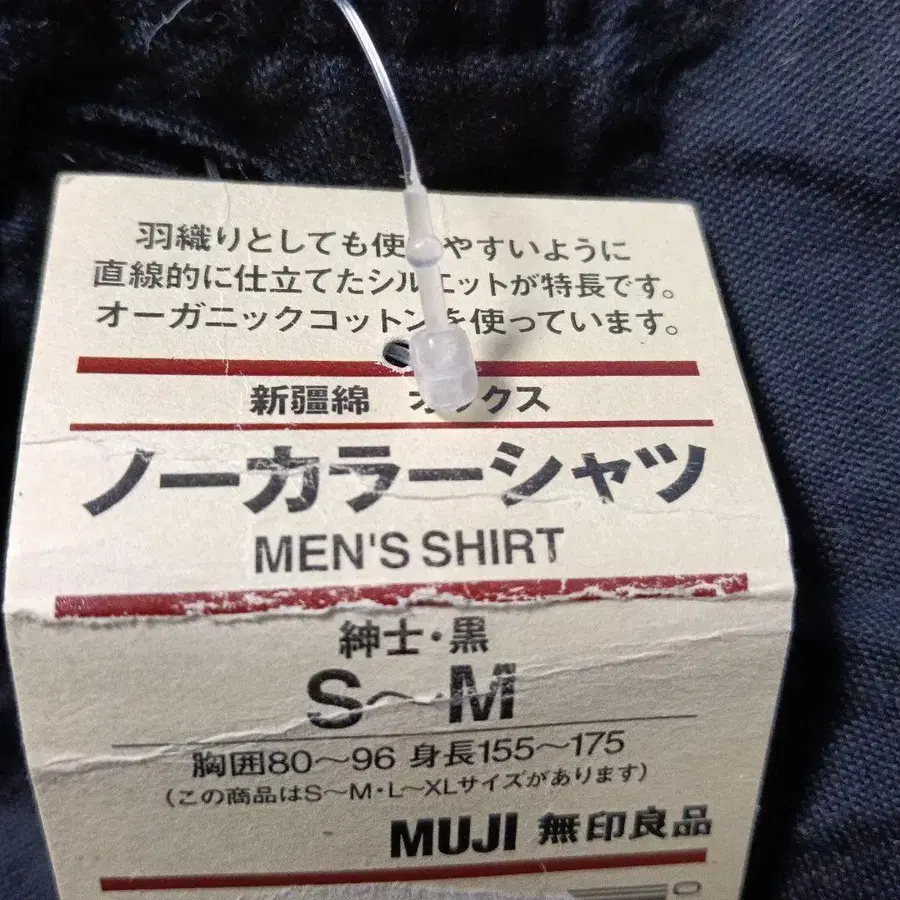 羽織りとしても使いやすいように
直線的に仕立てたシルエットが特長です。
オーガニックコットンを使っています。
新疆綿 オックス
ノーカラーシャツ
MEN'S SHIRT
紳士・黒
S〜M
胸囲80〜96 身長155〜175
(この商品はS〜M・L〜XLサイズがあります)
MUJI 無印良品